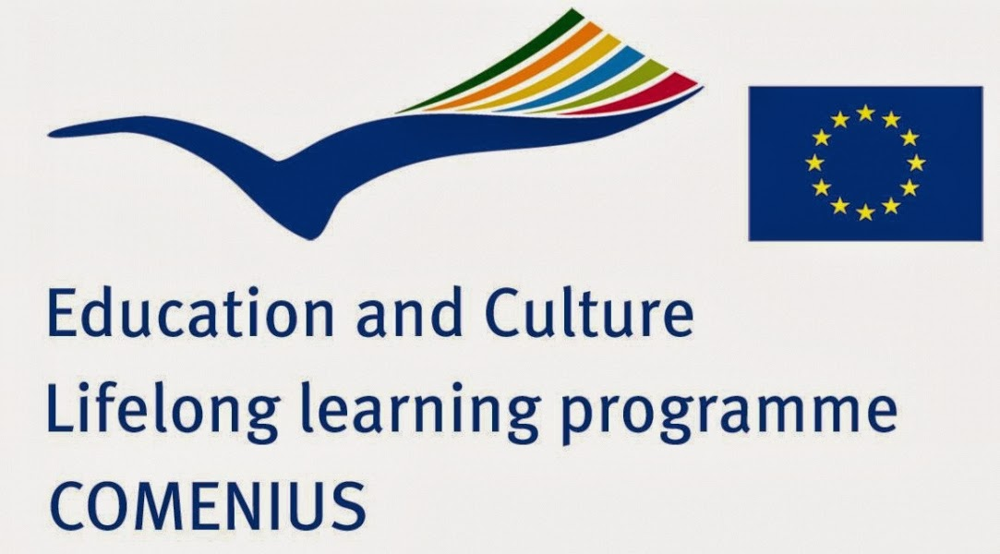 Education and Culture
Lifelong learning programme
COMENIUS